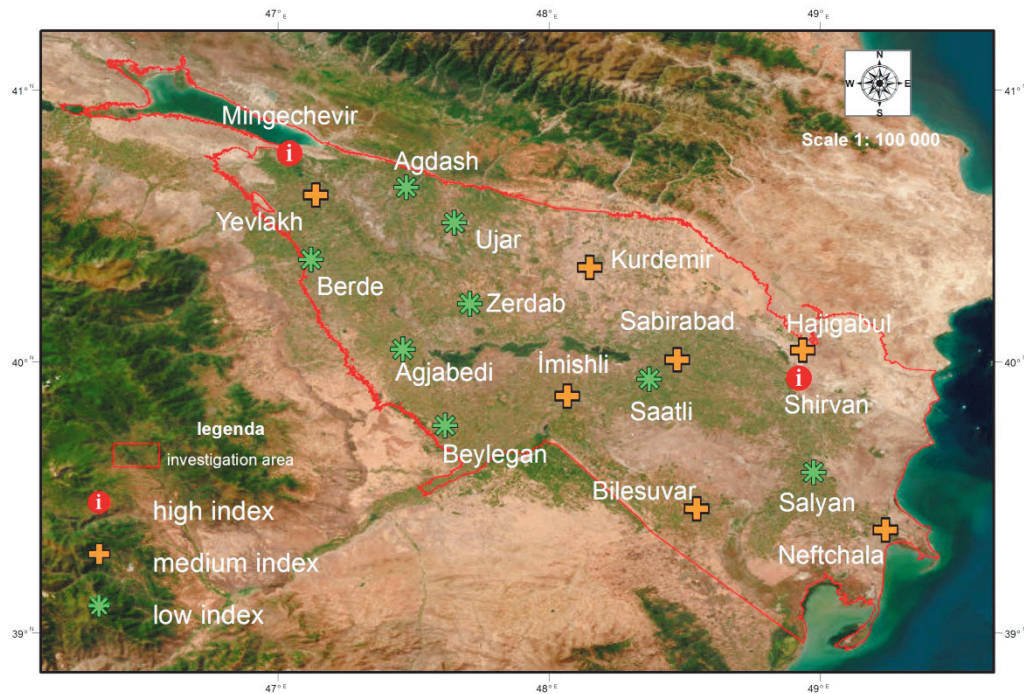 47° E 48° E 49° E
41° N 41° N
N
W E
S
Scale 1: 100 000
Mingechevir
i
Agdash
Yevlakh
Ujar
Kurdemir
Berde
Zerdab
Sabirabad
Hajigabul
40° N 40° N
Agjabedi
İmishli
i
Saatli
Shirvan
legenda
investigation area
Beylegan
Bilesuvar
Salyan
i
high index
Neftchala
medium index
low index
39° N 39° N
47° E 48° E 49° E